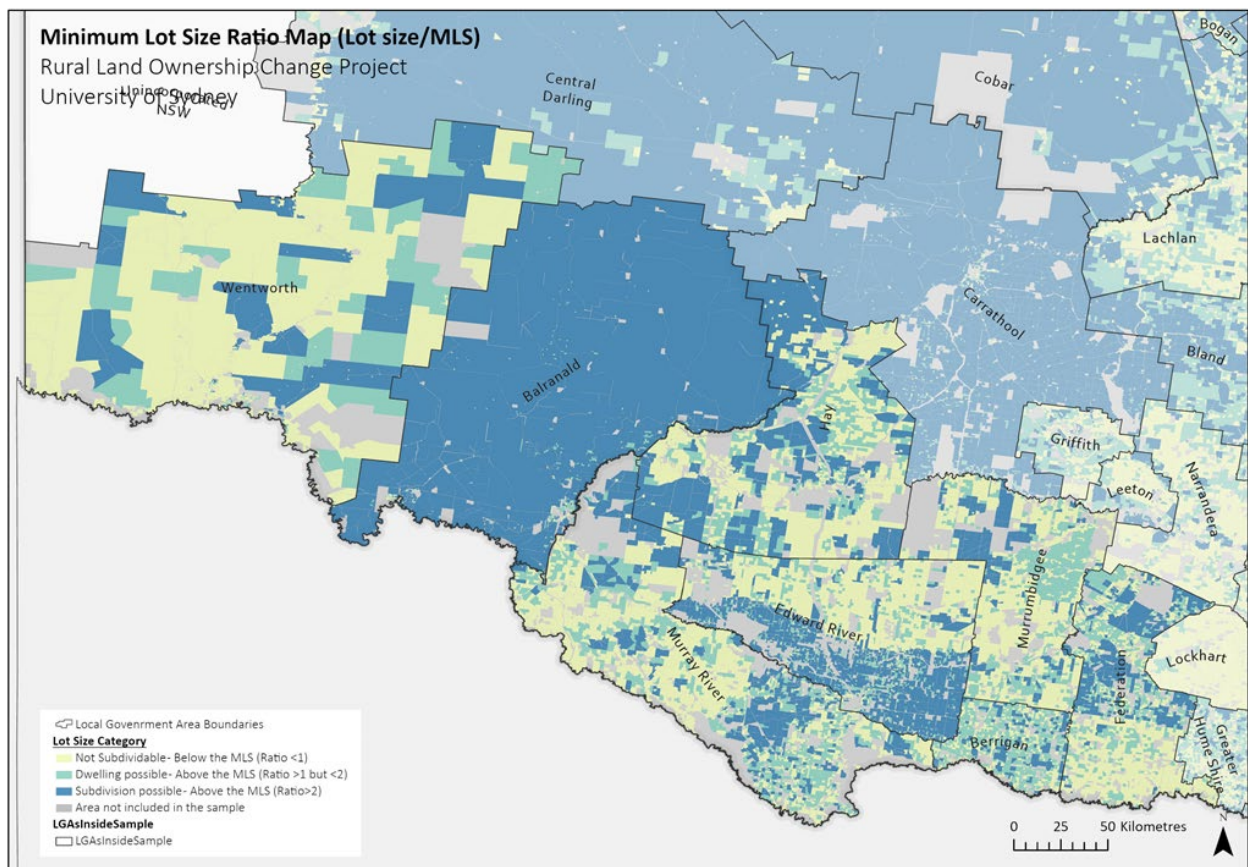 Minimum Lot Size Ratio Map (Lot size/MLS)
Rural Land Ownership Change Project
University of Sydney
Unincorporated
NSW
Central
Darling
Cobar
Bogan
Lachlan
Wentworth
Carrathool
Bland
Balranald
Hay
Griffith
Leeton
Narrandera
Murrumbidgee
Edward River
Murray River
Lockhart
Federation
Berrigan
Greater
Hume Shire
Local Govenrment Area Boundaries
Lot Size Category
Not Subdividable- Below the MLS (Ratio <1)
Dwelling possible- Above the MLS (Ratio >1 but <2)
Subdivision possible- Above the MLS (Ratio>2)
Area not included in the sample
LGAsInsideSample
LGAsInsideSample
0 25 50 Kilometres
N